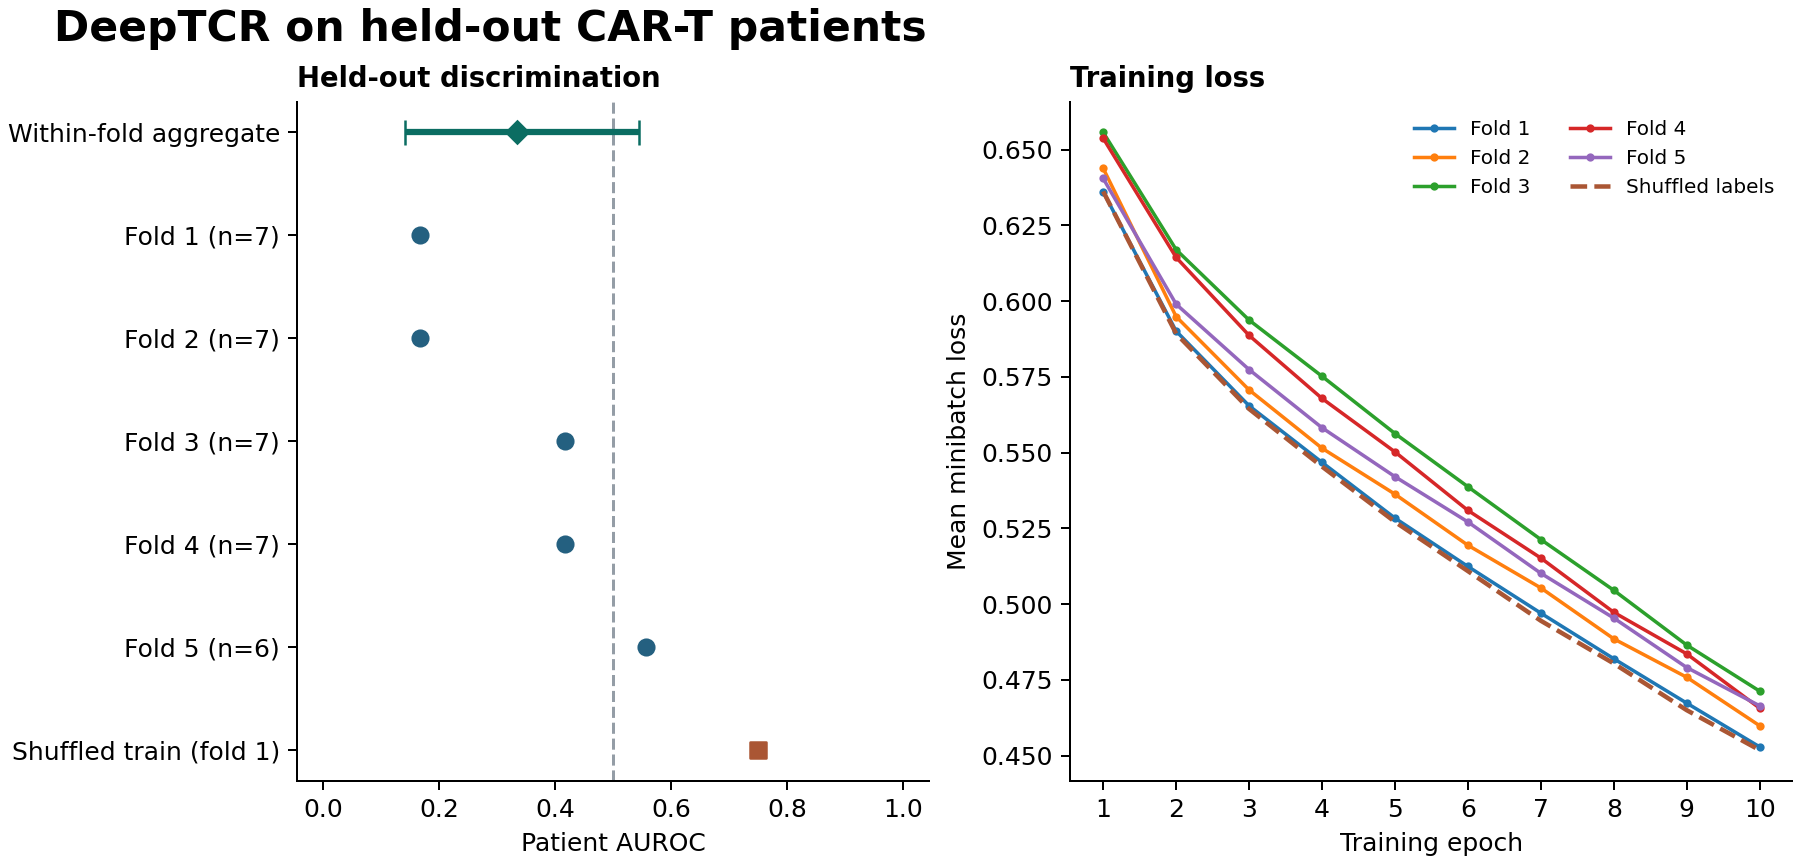 DeepTCR on held-out CAR-T patients
Held-out discrimination
Within-fold aggregate
Fold 1 (n=7)
Fold 2 (n=7)
Fold 3 (n=7)
Fold 4 (n=7)
Fold 5 (n=6)
Shuffled train (fold 1)
0.0 0.2 0.4 0.6 0.8 1.0
Patient AUROC
Training loss
Fold 1
Fold 2
Fold 3
Fold 4
Fold 5
Shuffled labels
Mean minibatch loss
0.650
0.625
0.600
0.575
0.550
0.525
0.500
0.475
0.450
1 2 3 4 5 6 7 8 9 10
Training epoch